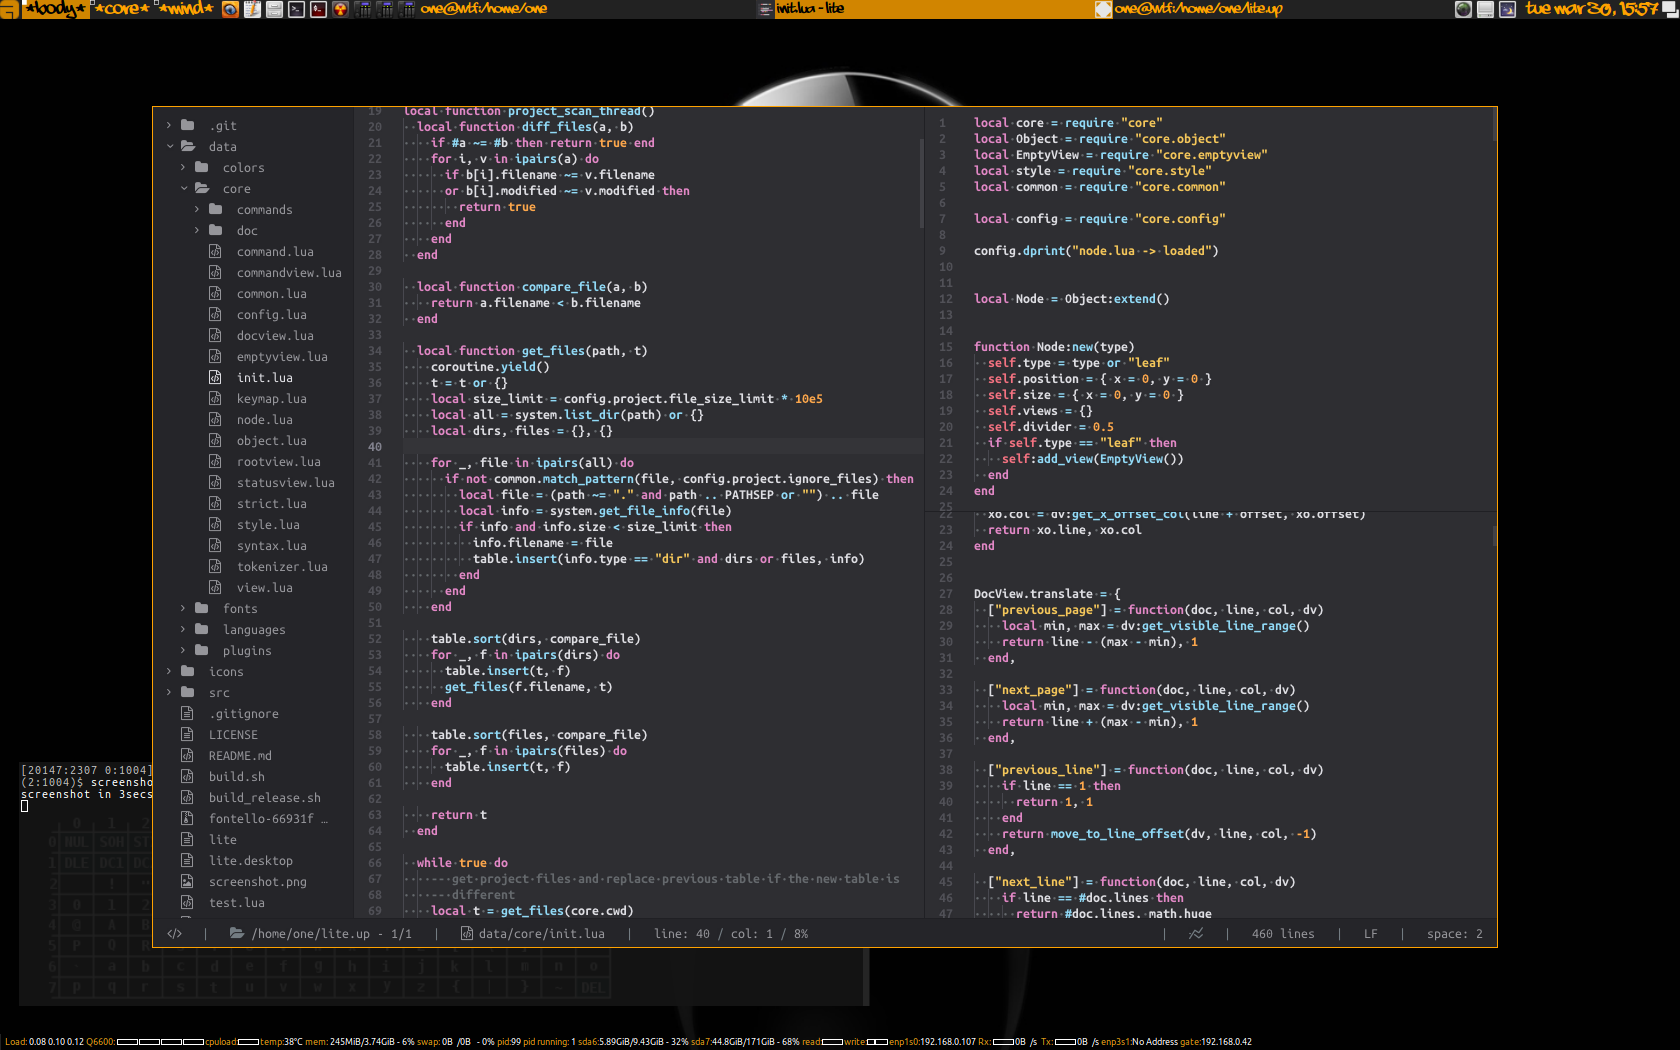 *body* *core* *mind* one@wtf:/home/one init.lua - lite one@wtf:/home/one/lite.up tue mar 30, 15:57
.git
data
colors
core
commands
doc
command.lua
commandview.lua
common.lua
config.lua
docview.lua
emptyview.lua
init.lua
keymap.lua
node.lua
object.lua
rootview.lua
statusview.lua
strict.lua
style.lua
syntax.lua
tokenizer.lua
view.lua
fonts
languages
plugins
icons
src
.gitignore
LICENSE
README.md
build.sh
build_release.sh
fontello-66931f …
lite
lite.desktop
screenshot.png
test.lua
19 local function project_scan_thread()
20 local function diff_files(a, b)
21 if #a ~= #b then return true end
22 for i, v in ipairs(a) do
23 if b[i].filename ~= v.filename
24 or b[i].modified ~= v.modified then
25 return true
26 end
27 end
28 end
29
30 local function compare_file(a, b)
31 return a.filename < b.filename
32 end
33
34 local function get_files(path, t)
35 coroutine.yield()
36 t = t or {}
37 local size_limit = config.project.file_size_limit * 10e5
38 local all = system.list_dir(path) or {}
39 local dirs, files = {}, {}
40
41 for _, file in ipairs(all) do
42 if not common.match_pattern(file, config.project.ignore_files) then
43 local file = (path ~= "." and path .. PATHSEP or "") .. file
44 local info = system.get_file_info(file)
45 if info and info.size < size_limit then
46 info.filename = file
47 table.insert(info.type == "dir" and dirs or files, info)
48 end
49 end
50 end
51
52 table.sort(dirs, compare_file)
53 for _, f in ipairs(dirs) do
54 table.insert(t, f)
55 get_files(f.filename, t)
56 end
57
58 table.sort(files, compare_file)
59 for _, f in ipairs(files) do
60 table.insert(t, f)
61 end
62
63 return t
64 end
65
66 while true do
67 -- get project files and replace previous table if the new table is
68 -- different
69 local t = get_files(core.cwd)
1 local core = require "core"
2 local Object = require "core.object"
3 local EmptyView = require "core.emptyview"
4 local style = require "core.style"
5 local common = require "core.common"
6
7 local config = require "core.config"
8
9 config.dprint("node.lua -> loaded")
10
11
12 local Node = Object:extend()
13
14
15 function Node:new(type)
16 self.type = type or "leaf"
17 self.position = { x = 0, y = 0 }
18 self.size = { x = 0, y = 0 }
19 self.views = {}
20 self.divider = 0.5
21 if self.type == "leaf" then
22 self:add_view(EmptyView())
23 end
24 end
25
22 xo.col = dv:get_x_offset_col(line + offset, xo.offset)
23 return xo.line, xo.col
24 end
25
26
27 DocView.translate = {
28 ["previous_page"] = function(doc, line, col, dv)
29 local min, max = dv:get_visible_line_range()
30 return line - (max - min), 1
31 end,
32
33 ["next_page"] = function(doc, line, col, dv)
34 local min, max = dv:get_visible_line_range()
35 return line + (max - min), 1
36 end,
37
38 ["previous_line"] = function(doc, line, col, dv)
39 if line == 1 then
40 return 1, 1
41 end
42 return move_to_line_offset(dv, line, col, -1)
43 end,
44
45 ["next_line"] = function(doc, line, col, dv)
46 if line == #doc.lines then
47 return #doc.lines, math.huge
</> | /home/one/lite.up - 1/1 | data/core/init.lua | line: 40 / col: 1 / 8% | | 460 lines | LF | space: 2
[20147:2307 0:1004]
(2:1004)$ screensho
screenshot in 3secs
0 1 2
0 NUL SOH ST
1 DLE DC1 DC
2 ! "
3 0 1 2
4 @ A B
5 P Q R
6 ` a b c d e f g h i j k l m n o
7 p q r s t u v w x y z { | } ~ DEL
Load: 0.08 0.10 0.12 Q6600: cpuload: temp:38°C mem: 245MiB/3.74GiB - 6% swap: 0B /0B - 0% pid:99 pid running: 1 sda6:5.89GiB/9.43GiB - 32% sda7:44.8GiB/171GiB - 68% read write: enp1s0:192.168.0.107 Rx: 0B /s Tx: 0B /s enp3s1:No Address gate:192.168.0.42